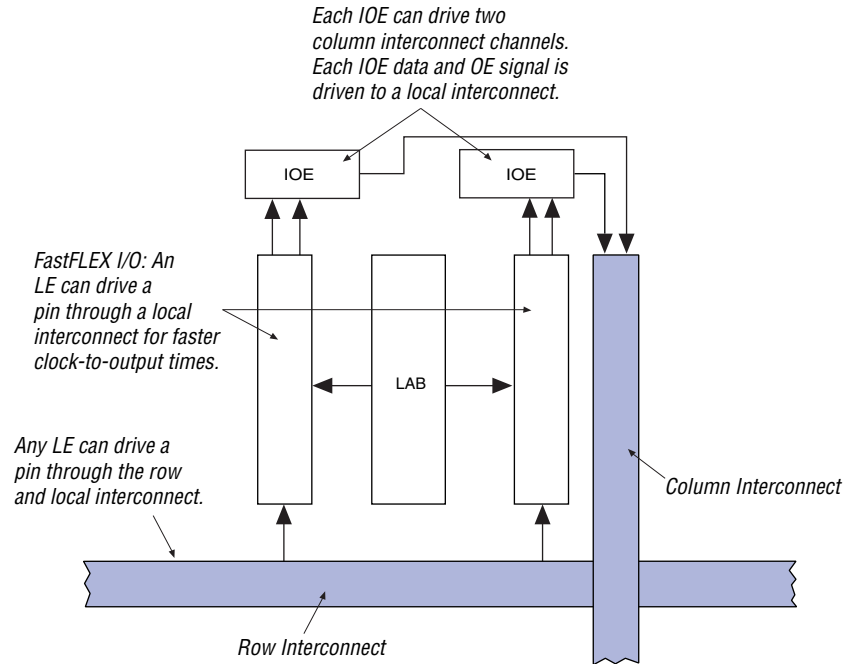 Each IOE can drive two
column interconnect channels.
Each IOE data and OE signal is
driven to a local interconnect.
IOE
IOE
FastFLEX I/O: An
LE can drive a
pin through a local
interconnect for faster
clock-to-output times.
LAB
Any LE can drive a
pin through the row
and local interconnect.
Column Interconnect
Row Interconnect